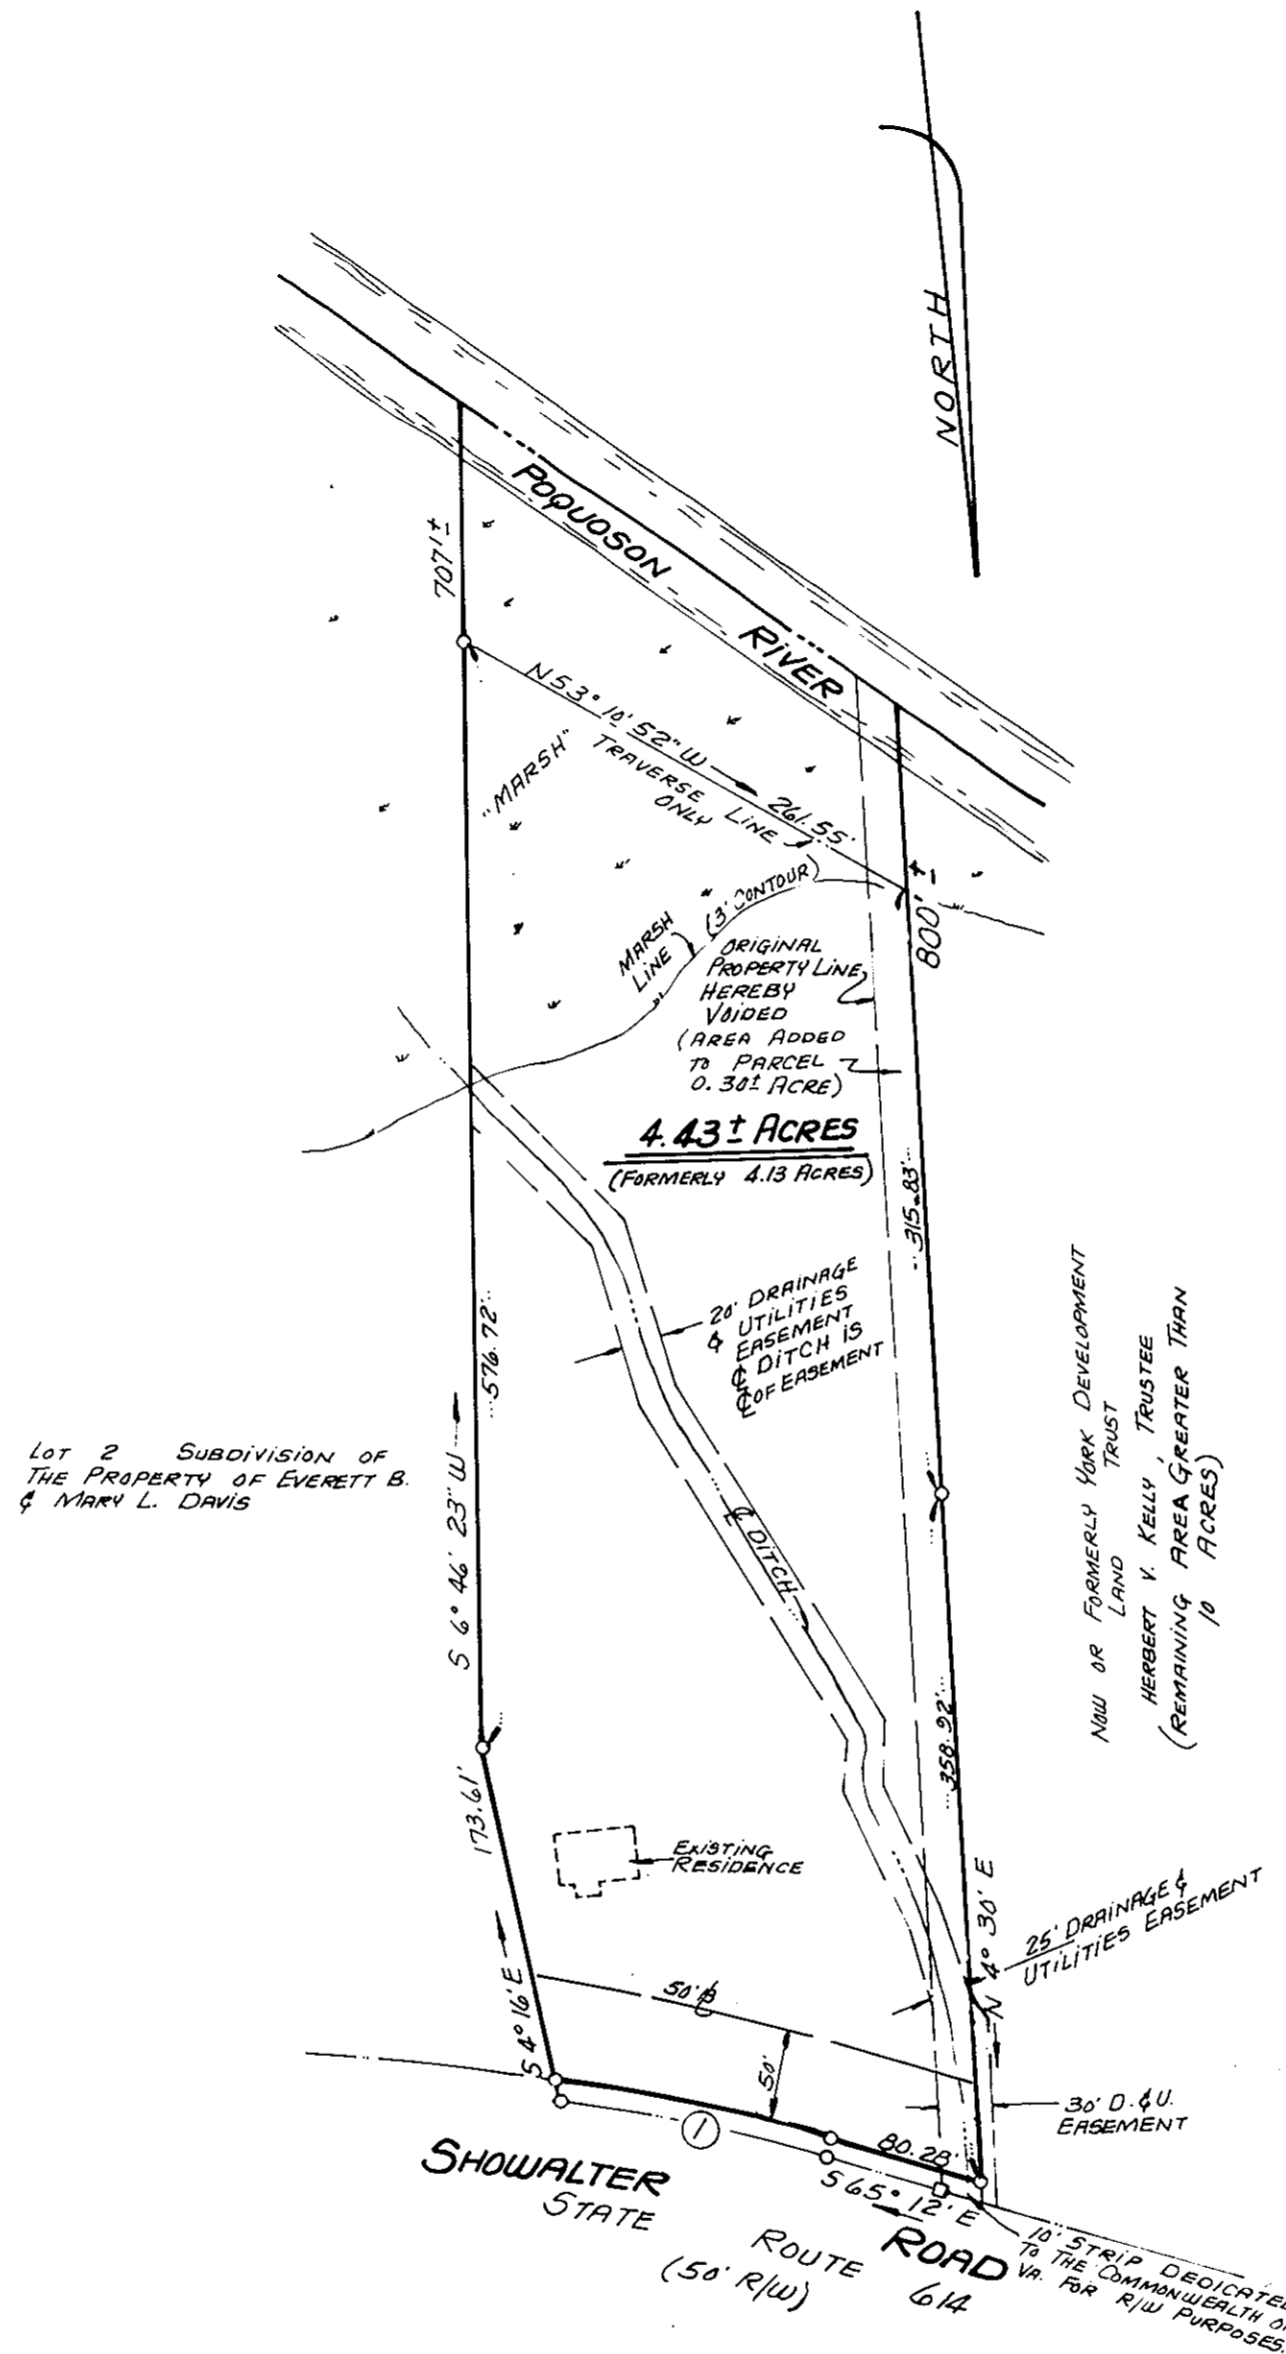 NORTH
POQUOSON RIVER
707'±
N 53° 10' 52" W
261.55'
TRAVERSE LINE
ONLY
"MARSH"
MARSH
LINE
(3' CONTOUR)
800'±
ORIGINAL
PROPERTY LINE
HEREBY
VOIDED
(AREA ADDED
TO PARCEL
0.30± ACRE)
4.43± ACRES
(FORMERLY 4.13 ACRES)
315.83'
576.72'
20' DRAINAGE
& UTILITIES
EASEMENT
℄ DITCH IS
℄ OF EASEMENT
NOW OR FORMERLY YORK DEVELOPMENT
LAND TRUST
HERBERT V. KELLY, TRUSTEE
(REMAINING AREA GREATER THAN
10 ACRES)
LOT 2 SUBDIVISION OF
THE PROPERTY OF EVERETT B.
& MARY L. DAVIS
S 6° 46' 23" W
℄ DITCH
358.92'
173.61'
EXISTING
RESIDENCE
S 4° 16' E
N 4° 30' E
25' DRAINAGE &
UTILITIES EASEMENT
50'
50'
30' D. & U.
EASEMENT
1
80.28'
S 65° 12' E
SHOWALTER ROAD
STATE ROUTE 614
(50' R/W)
10' STRIP DEDICATED
TO THE COMMONWEALTH OF
VA. FOR R/W PURPOSES.